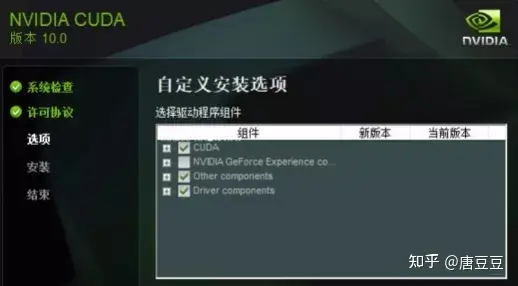 NVIDIA CUDA
版本 10.0
NVIDIA.
系统检查
许可协议
选项
安装
结束
自定义安装选项
选择驱动程序组件
组件 新版本 当前版本
CUDA
NVIDIA GeForce Experience co...
Other components
Driver components
知乎 @唐豆豆